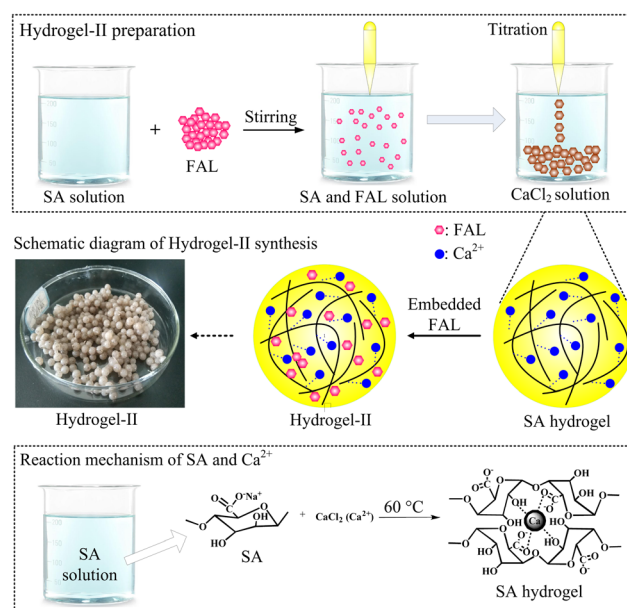 Hydrogel-II preparation
Titration
+
Stirring
FAL
SA solution
SA and FAL solution
CaCl₂ solution
Schematic diagram of Hydrogel-II synthesis
: FAL
: Ca²⁺
Embedded
FAL
Hydrogel-II
Hydrogel-II
SA hydrogel
Reaction mechanism of SA and Ca²⁺
SA
solution
O
O⁻Na⁺
OH
O
O
HO
SA
+ CaCl₂ (Ca²⁺)
60 °C
Ca
SA hydrogel